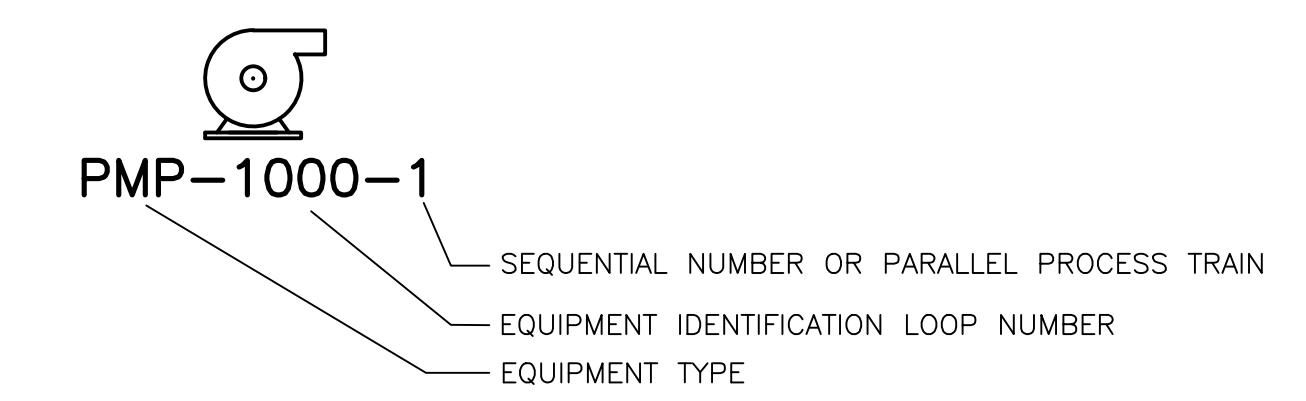 PMP-1000-1
SEQUENTIAL NUMBER OR PARALLEL PROCESS TRAIN
EQUIPMENT IDENTIFICATION LOOP NUMBER
EQUIPMENT TYPE